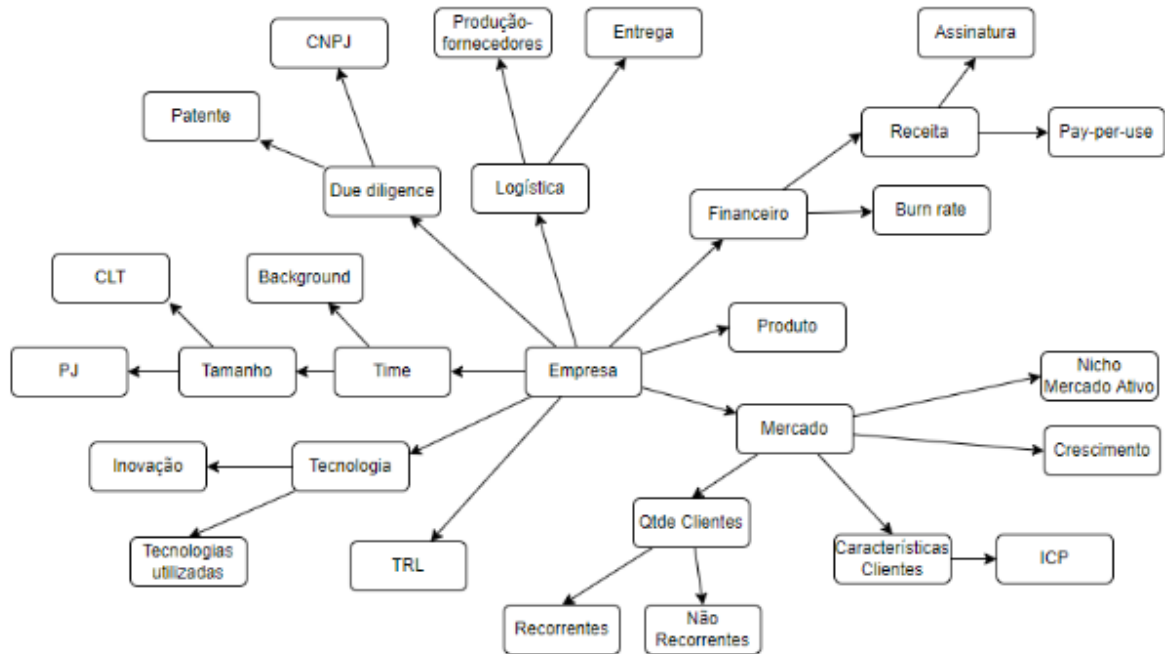 Produção-
fornecedores
Entrega
Assinatura
CNPJ
Patente
Receita
Pay-per-use
Due diligence
Logística
Financeiro
Burn rate
CLT
Background
Produto
PJ
Tamanho
Time
Empresa
Nicho
Mercado Ativo
Mercado
Crescimento
Inovação
Tecnologia
Qtde Clientes
Características
Clientes
ICP
Tecnologias
utilizadas
TRL
Recorrentes
Não
Recorrentes